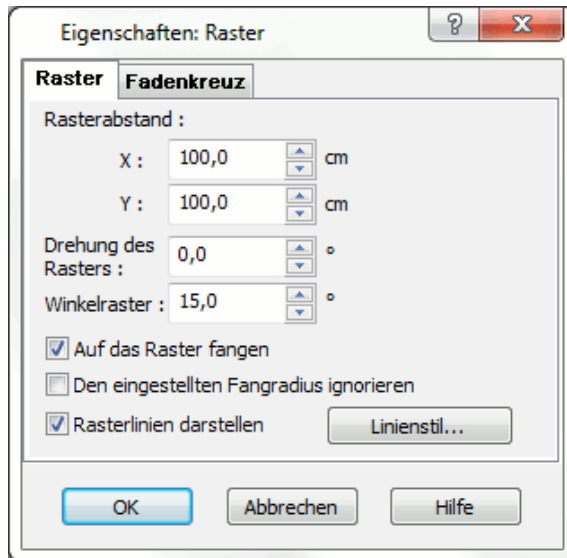 Eigenschaften: Raster
Raster Fadenkreuz
Rasterabstand :
X : 100,0 cm
Y : 100,0 cm
Drehung des
Rasters : 0,0 °
Winkelraster : 15,0 °
Auf das Raster fangen
Den eingestellten Fangradius ignorieren
Rasterlinien darstellen Linienstil...
OK Abbrechen Hilfe